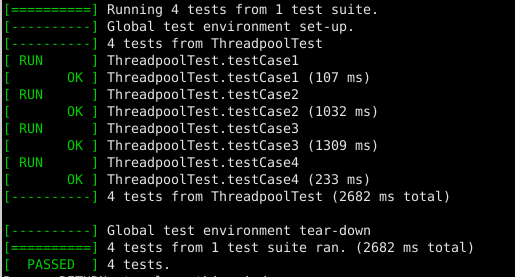 [==========] Running 4 tests from 1 test suite.
[----------] Global test environment set-up.
[----------] 4 tests from ThreadpoolTest
[ RUN      ] ThreadpoolTest.testCase1
[       OK ] ThreadpoolTest.testCase1 (107 ms)
[ RUN      ] ThreadpoolTest.testCase2
[       OK ] ThreadpoolTest.testCase2 (1032 ms)
[ RUN      ] ThreadpoolTest.testCase3
[       OK ] ThreadpoolTest.testCase3 (1309 ms)
[ RUN      ] ThreadpoolTest.testCase4
[       OK ] ThreadpoolTest.testCase4 (233 ms)
[----------] 4 tests from ThreadpoolTest (2682 ms total)
[----------] Global test environment tear-down
[==========] 4 tests from 1 test suite ran. (2682 ms total)
[  PASSED  ] 4 tests.